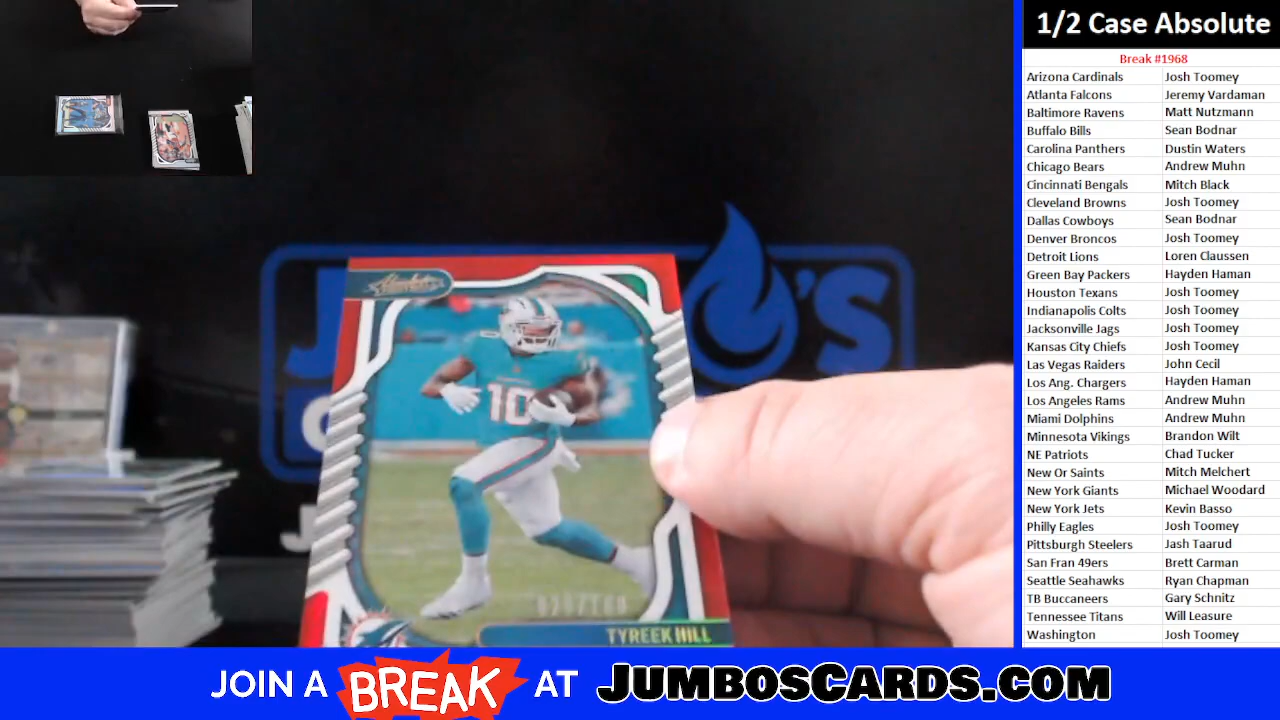 1/2 Case Absolute
Break #1968
Arizona Cardinals Josh Toomey
Atlanta Falcons Jeremy Vardaman
Baltimore Ravens Matt Nutzmann
Buffalo Bills Sean Bodnar
Carolina Panthers Dustin Waters
Chicago Bears Andrew Muhn
Cincinnati Bengals Mitch Black
Cleveland Browns Josh Toomey
Dallas Cowboys Sean Bodnar
Denver Broncos Josh Toomey
Detroit Lions Loren Claussen
Green Bay Packers Hayden Haman
Houston Texans Josh Toomey
Indianapolis Colts Josh Toomey
Jacksonville Jags Josh Toomey
Kansas City Chiefs Josh Toomey
Las Vegas Raiders John Cecil
Los Ang. Chargers Hayden Haman
Los Angeles Rams Andrew Muhn
Miami Dolphins Andrew Muhn
Minnesota Vikings Brandon Wilt
NE Patriots Chad Tucker
New Or Saints Mitch Melchert
New York Giants Michael Woodard
New York Jets Kevin Basso
Philly Eagles Josh Toomey
Pittsburgh Steelers Jash Taarud
San Fran 49ers Brett Carman
Seattle Seahawks Ryan Chapman
TB Buccaneers Gary Schnitz
Tennessee Titans Will Leasure
Washington Josh Toomey
Absolute
10
TYREEK HILL
JOIN A BREAK AT JUMBOSCARDS.COM